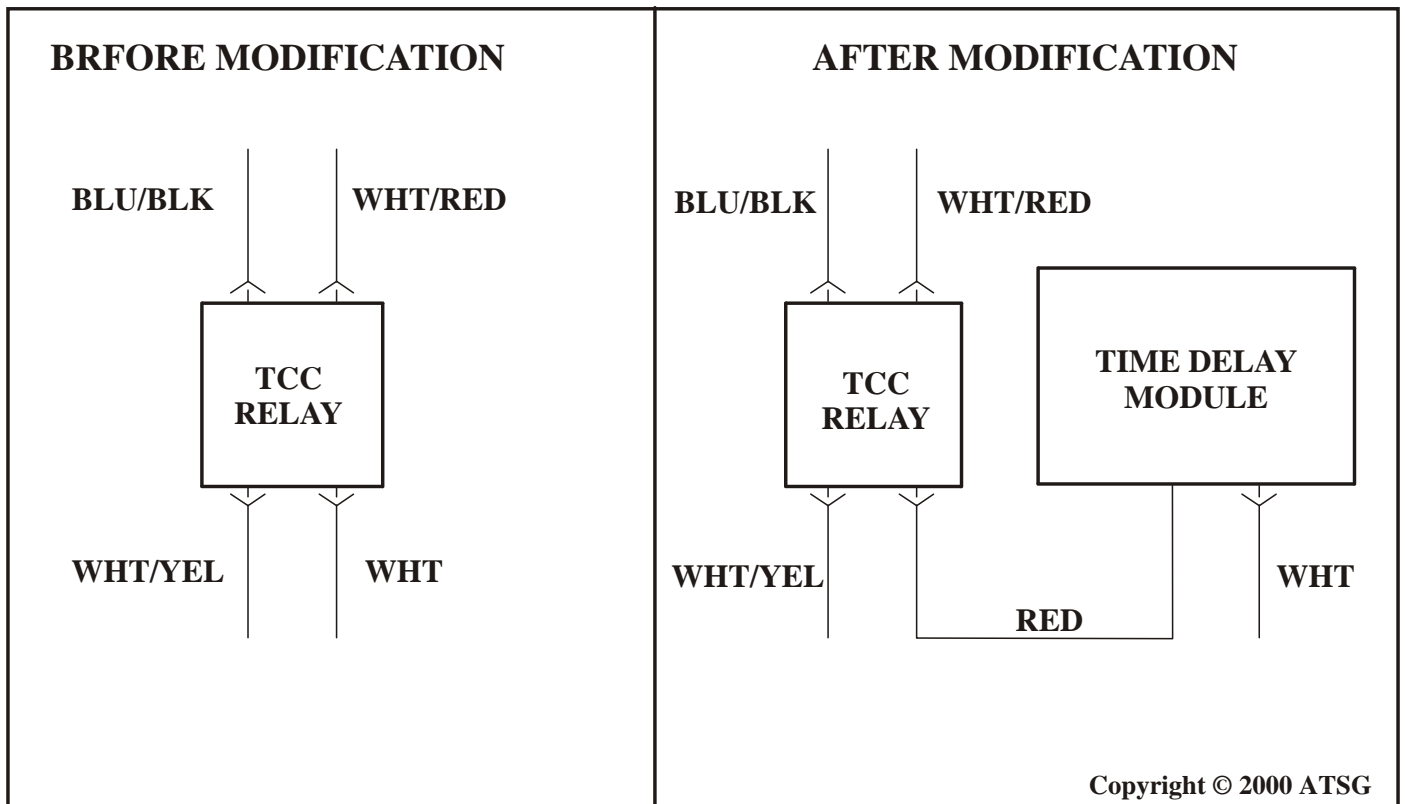 BRFORE MODIFICATION
BLU/BLK
WHT/RED
TCC
RELAY
WHT/YEL
WHT
AFTER MODIFICATION
BLU/BLK
WHT/RED
TCC
RELAY
TIME DELAY
MODULE
WHT/YEL
RED
WHT
Copyright © 2000 ATSG